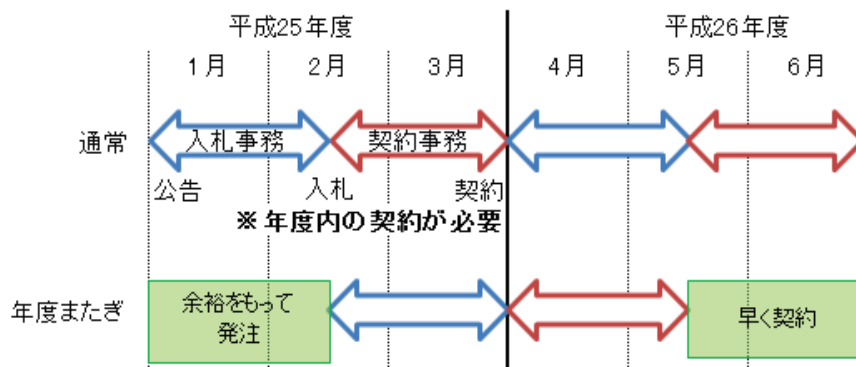 平成25年度 平成26年度
1月 2月 3月 4月 5月 6月
通常 入札事務 契約事務
公告 入札 契約
※年度内の契約が必要
年度またぎ
余裕をもって
発注
早く契約